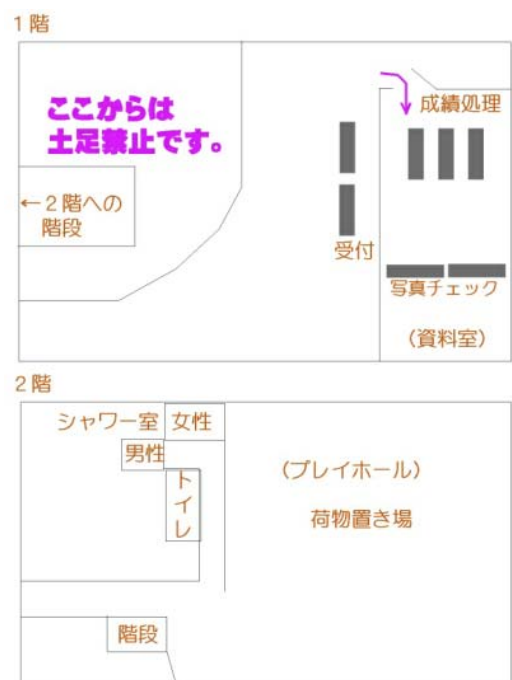 1階
ここからは
土足禁止です。
成績処理
←2階への
階段
受付
写真チェック
(資料室)
2階
シャワー室
女性
男性
トイレ
(プレイホール)
荷物置き場
階段